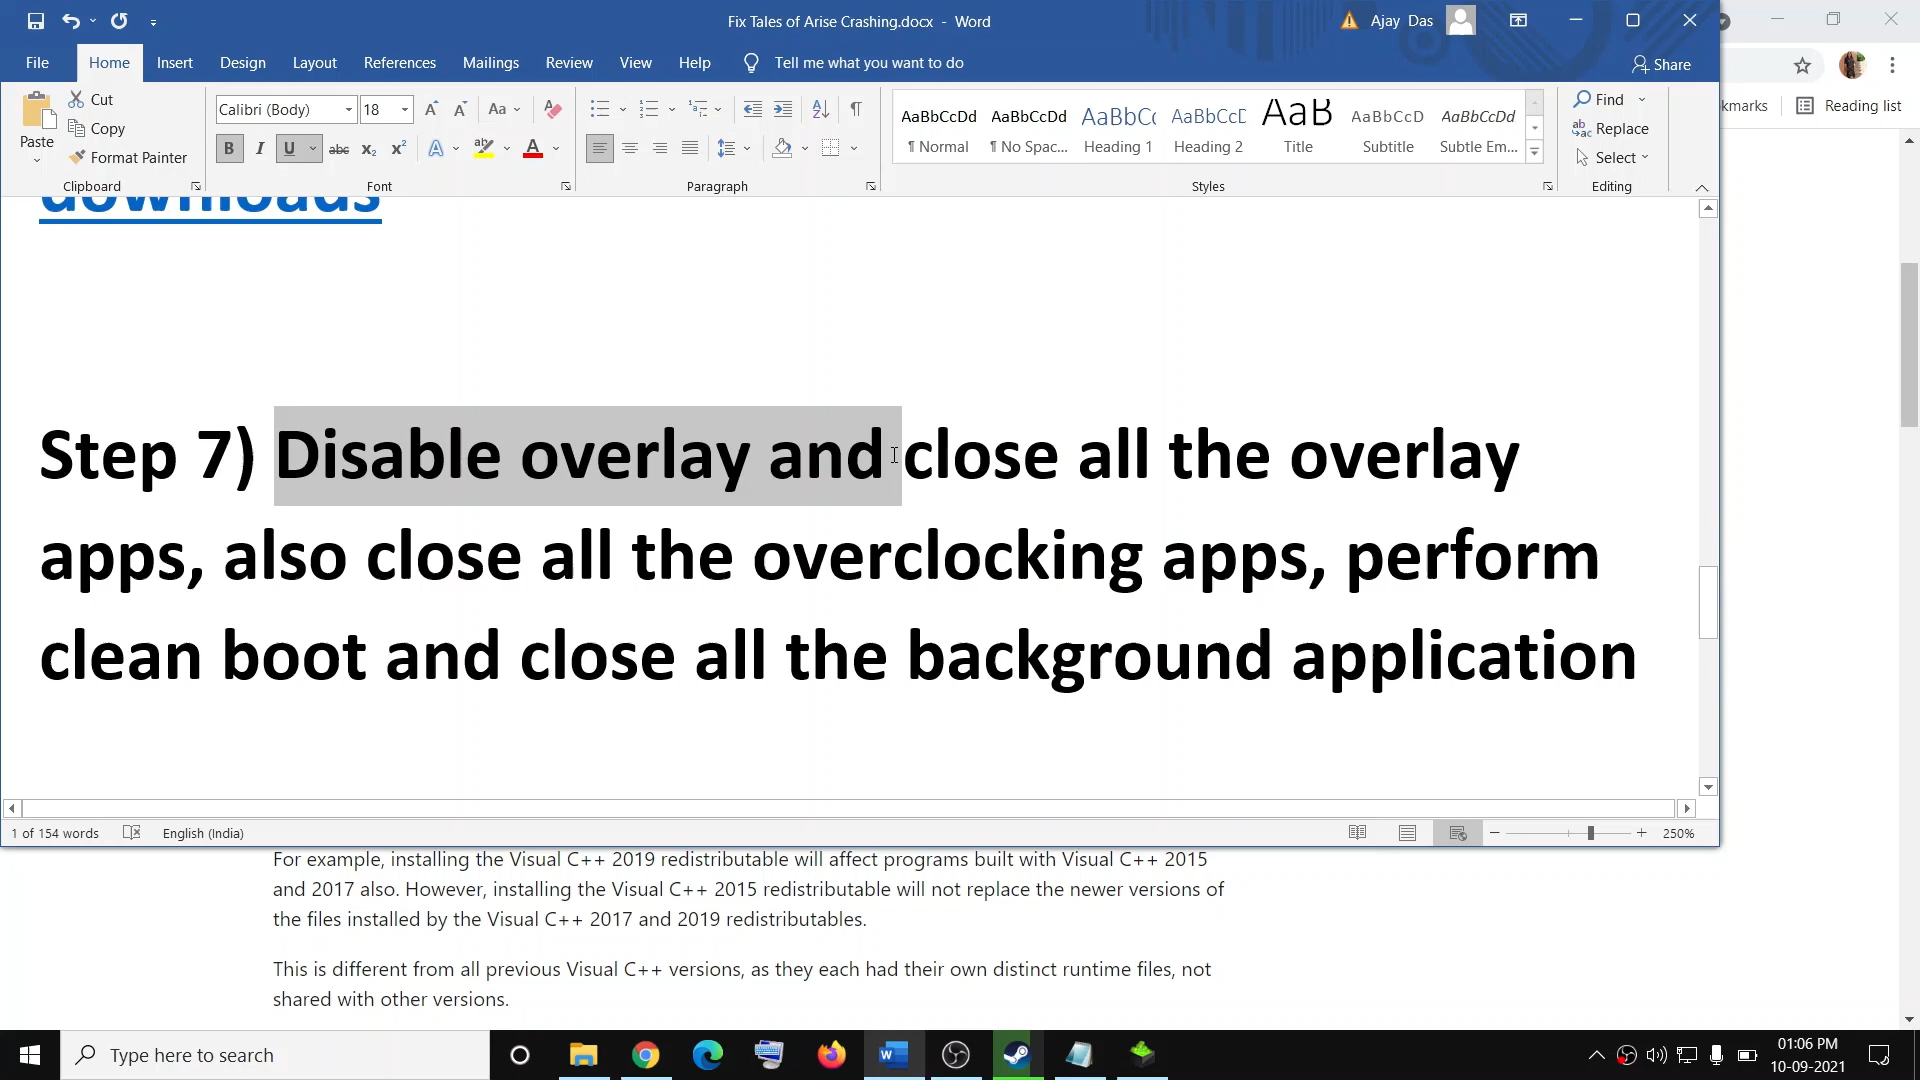 Fix Tales of Arise Crashing.docx - Word
Ajay Das
File Home Insert Design Layout References Mailings Review View Help Tell me what you want to do
Share
Paste
Cut
Copy
Format Painter
Clipboard
Calibri (Body) 18
Aa
B I U abc x₂ x² A ab A
Font
Paragraph
AaBbCcDd AaBbCcDd AaBbCc AaBbCcD AaB AaBbCcD AaBbCcDd
¶ Normal ¶ No Spac... Heading 1 Heading 2 Title Subtitle Subtle Em...
Styles
Find
Replace
Select
Editing
kmarks Reading list
downloads
Step 7) Disable overlay and close all the overlay
apps, also close all the overclocking apps, perform
clean boot and close all the background application
1 of 154 words English (India) 250%
For example, installing the Visual C++ 2019 redistributable will affect programs built with Visual C++ 2015
and 2017 also. However, installing the Visual C++ 2015 redistributable will not replace the newer versions of
the files installed by the Visual C++ 2017 and 2019 redistributables.
This is different from all previous Visual C++ versions, as they each had their own distinct runtime files, not
shared with other versions.
Type here to search
01:06 PM
10-09-2021